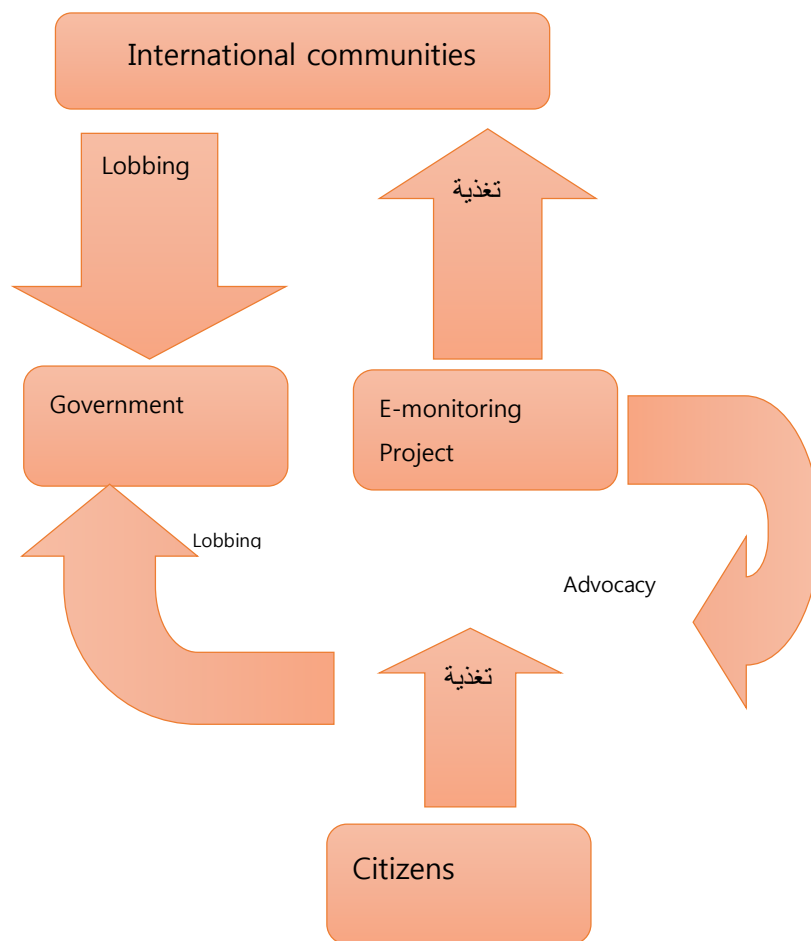 International communities
Lobbing
تغذية
Government
E-monitoring
Project
Lobbing
Advocacy
تغذية
Citizens